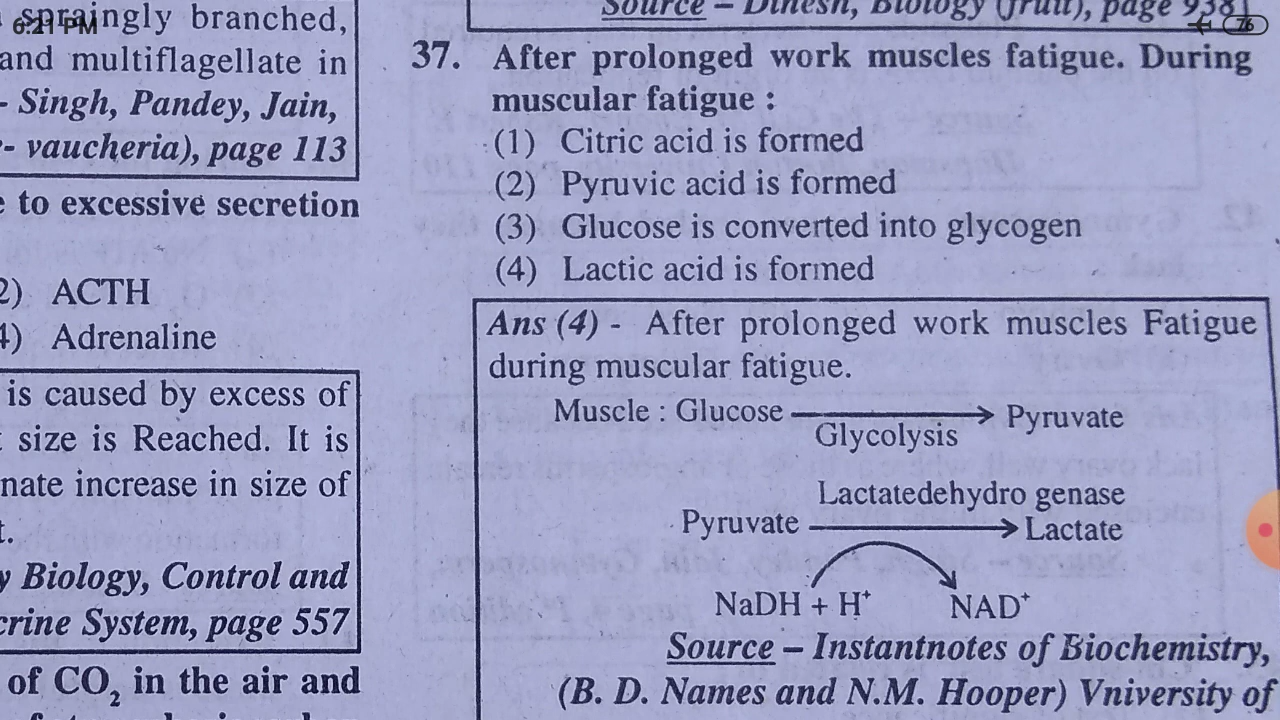 6:21 PM
76
spraingly branched,
and multiflagellate in
- Singh, Pandey, Jain,
- vaucheria), page 113
to excessive secretion
2) ACTH
4) Adrenaline
is caused by excess of
size is Reached. It is
nate increase in size of
t.
y Biology, Control and
crine System, page 557
of CO₂ in the air and
Source – Dinesh, Biology (fruit), page 938
37. After prolonged work muscles fatigue. During
muscular fatigue :
(1) Citric acid is formed
(2) Pyruvic acid is formed
(3) Glucose is converted into glycogen
(4) Lactic acid is formed
Ans (4) - After prolonged work muscles Fatigue
during muscular fatigue.
Muscle : Glucose → Pyruvate
Glycolysis
Lactatedehydro genase
Pyruvate → Lactate
NaDH + H⁺ NAD⁺
Source – Instantnotes of Biochemistry,
(B. D. Names and N.M. Hooper) Vniversity of